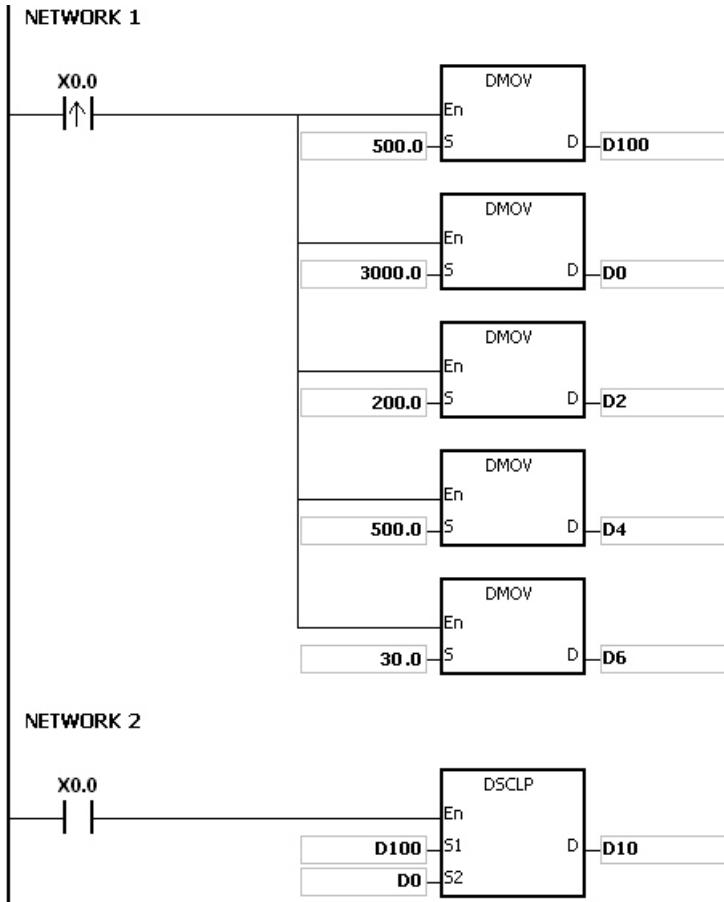 NETWORK 1
X0.0
DMOV
En
500.0 S D D100
DMOV
En
3000.0 S D D0
DMOV
En
200.0 S D D2
DMOV
En
500.0 S D D4
DMOV
En
30.0 S D D6
NETWORK 2
X0.0
DSCLP
En
D100 S1 D D10
D0 S2